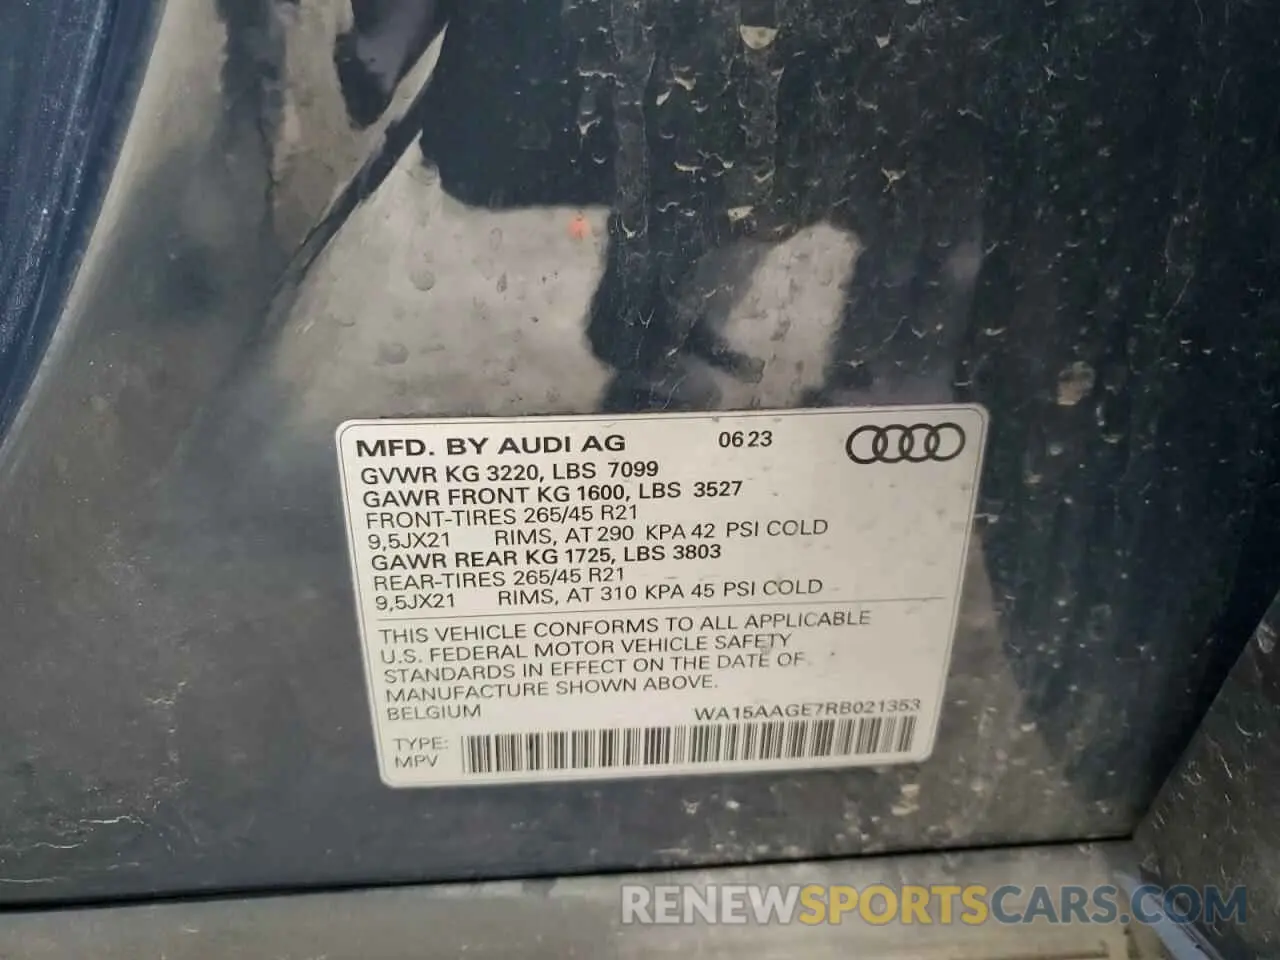 MFD. BY AUDI AG 0623
GVWR KG 3220, LBS 7099
GAWR FRONT KG 1600, LBS 3527
FRONT-TIRES 265/45 R21
9,5JX21 RIMS, AT 290 KPA 42 PSI COLD
GAWR REAR KG 1725, LBS 3803
REAR-TIRES 265/45 R21
9,5JX21 RIMS, AT 310 KPA 45 PSI COLD
THIS VEHICLE CONFORMS TO ALL APPLICABLE
U.S. FEDERAL MOTOR VEHICLE SAFETY
STANDARDS IN EFFECT ON THE DATE OF
MANUFACTURE SHOWN ABOVE.
BELGIUM WA15AAGE7RB021353
TYPE:
MPV
RENEWSPORTSCARS.COM